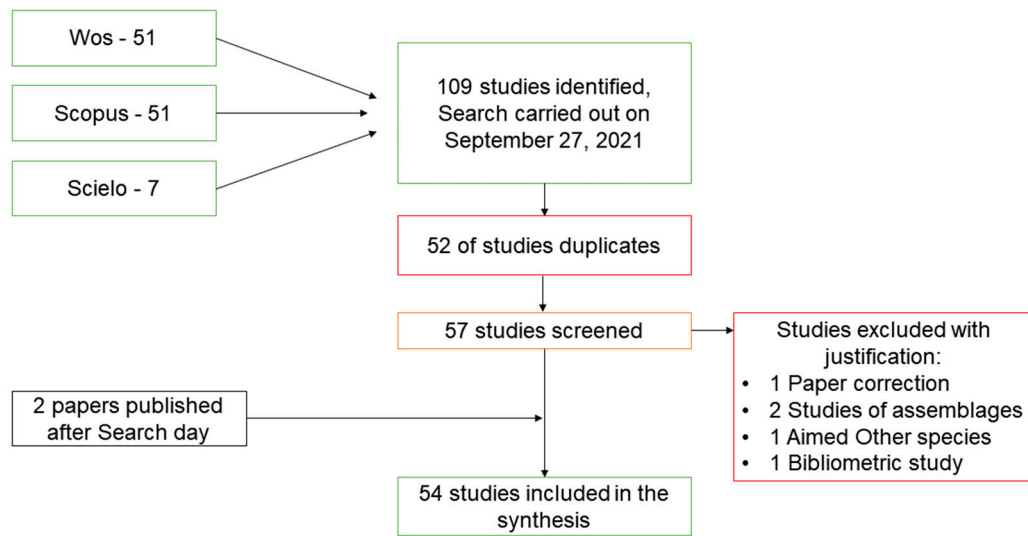 Wos - 51
Scopus - 51
Scielo - 7
109 studies identified,
Search carried out on
September 27, 2021
52 of studies duplicates
57 studies screened
Studies excluded with
justification:
• 1 Paper correction
• 2 Studies of assemblages
• 1 Aimed Other species
• 1 Bibliometric study
2 papers published
after Search day
54 studies included in the
synthesis